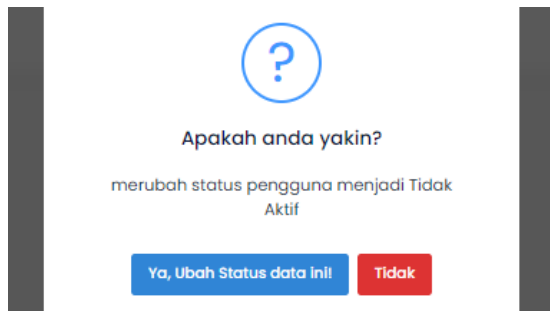 ?
Apakah anda yakin?
merubah status pengguna menjadi Tidak
Aktif
Ya, Ubah Status data ini! Tidak